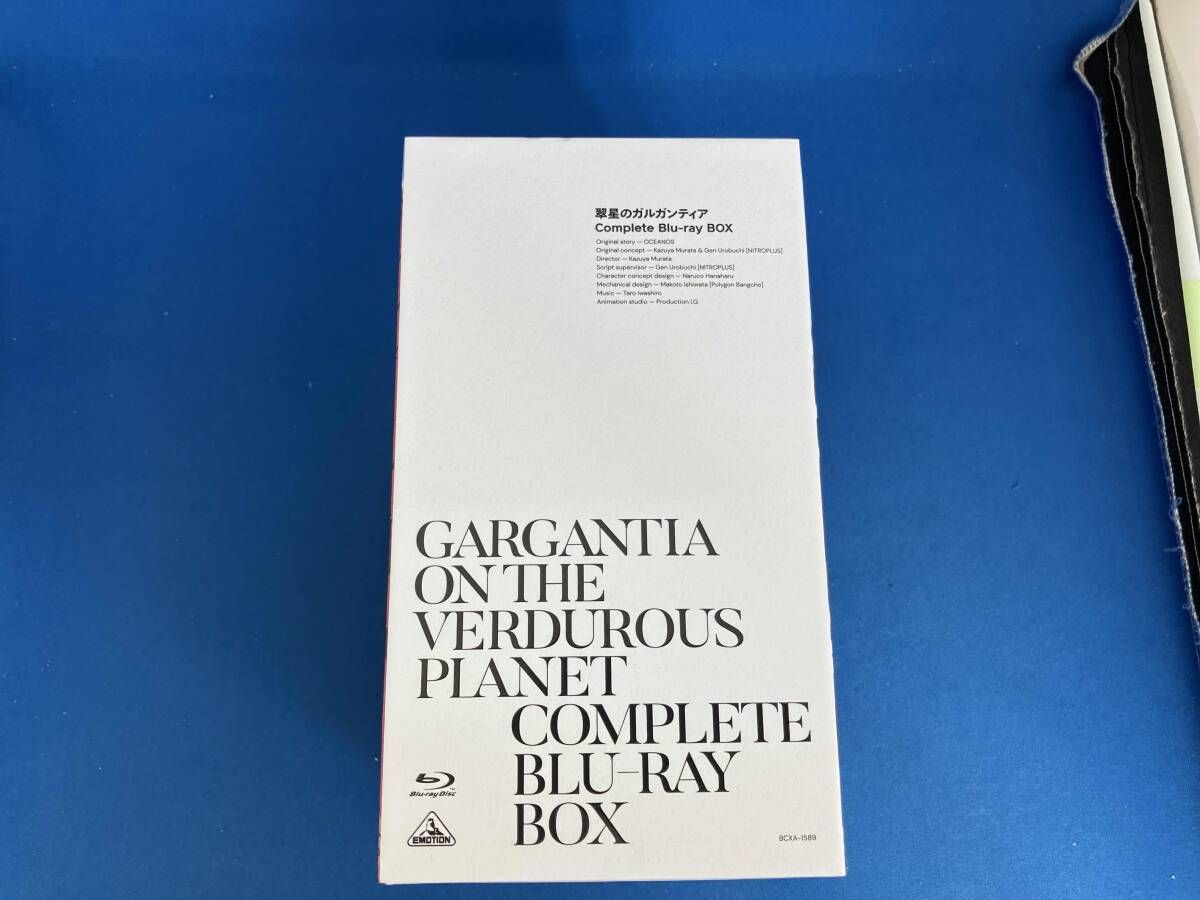 翠星のガルガンティア
Complete Blu-ray BOX
Original story — OCEANOS
Original concept — Kazuya Murata & Gen Urobuchi [NITROPLUS]
Director — Kazuya Murata
Script supervisor — Gen Urobuchi [NITROPLUS]
Character concept design — Naruco Hanaharu
Mechanical design — Makoto Ishiwata [Polygon Bangcho]
Music — Taro Iwashiro
Animation studio — Production I.G
GARGANTIA
ON THE
VERDUROUS
PLANET
COMPLETE
BLU-RAY
BOX
Blu-ray Disc
TM
EMOTION
BCXA-1589